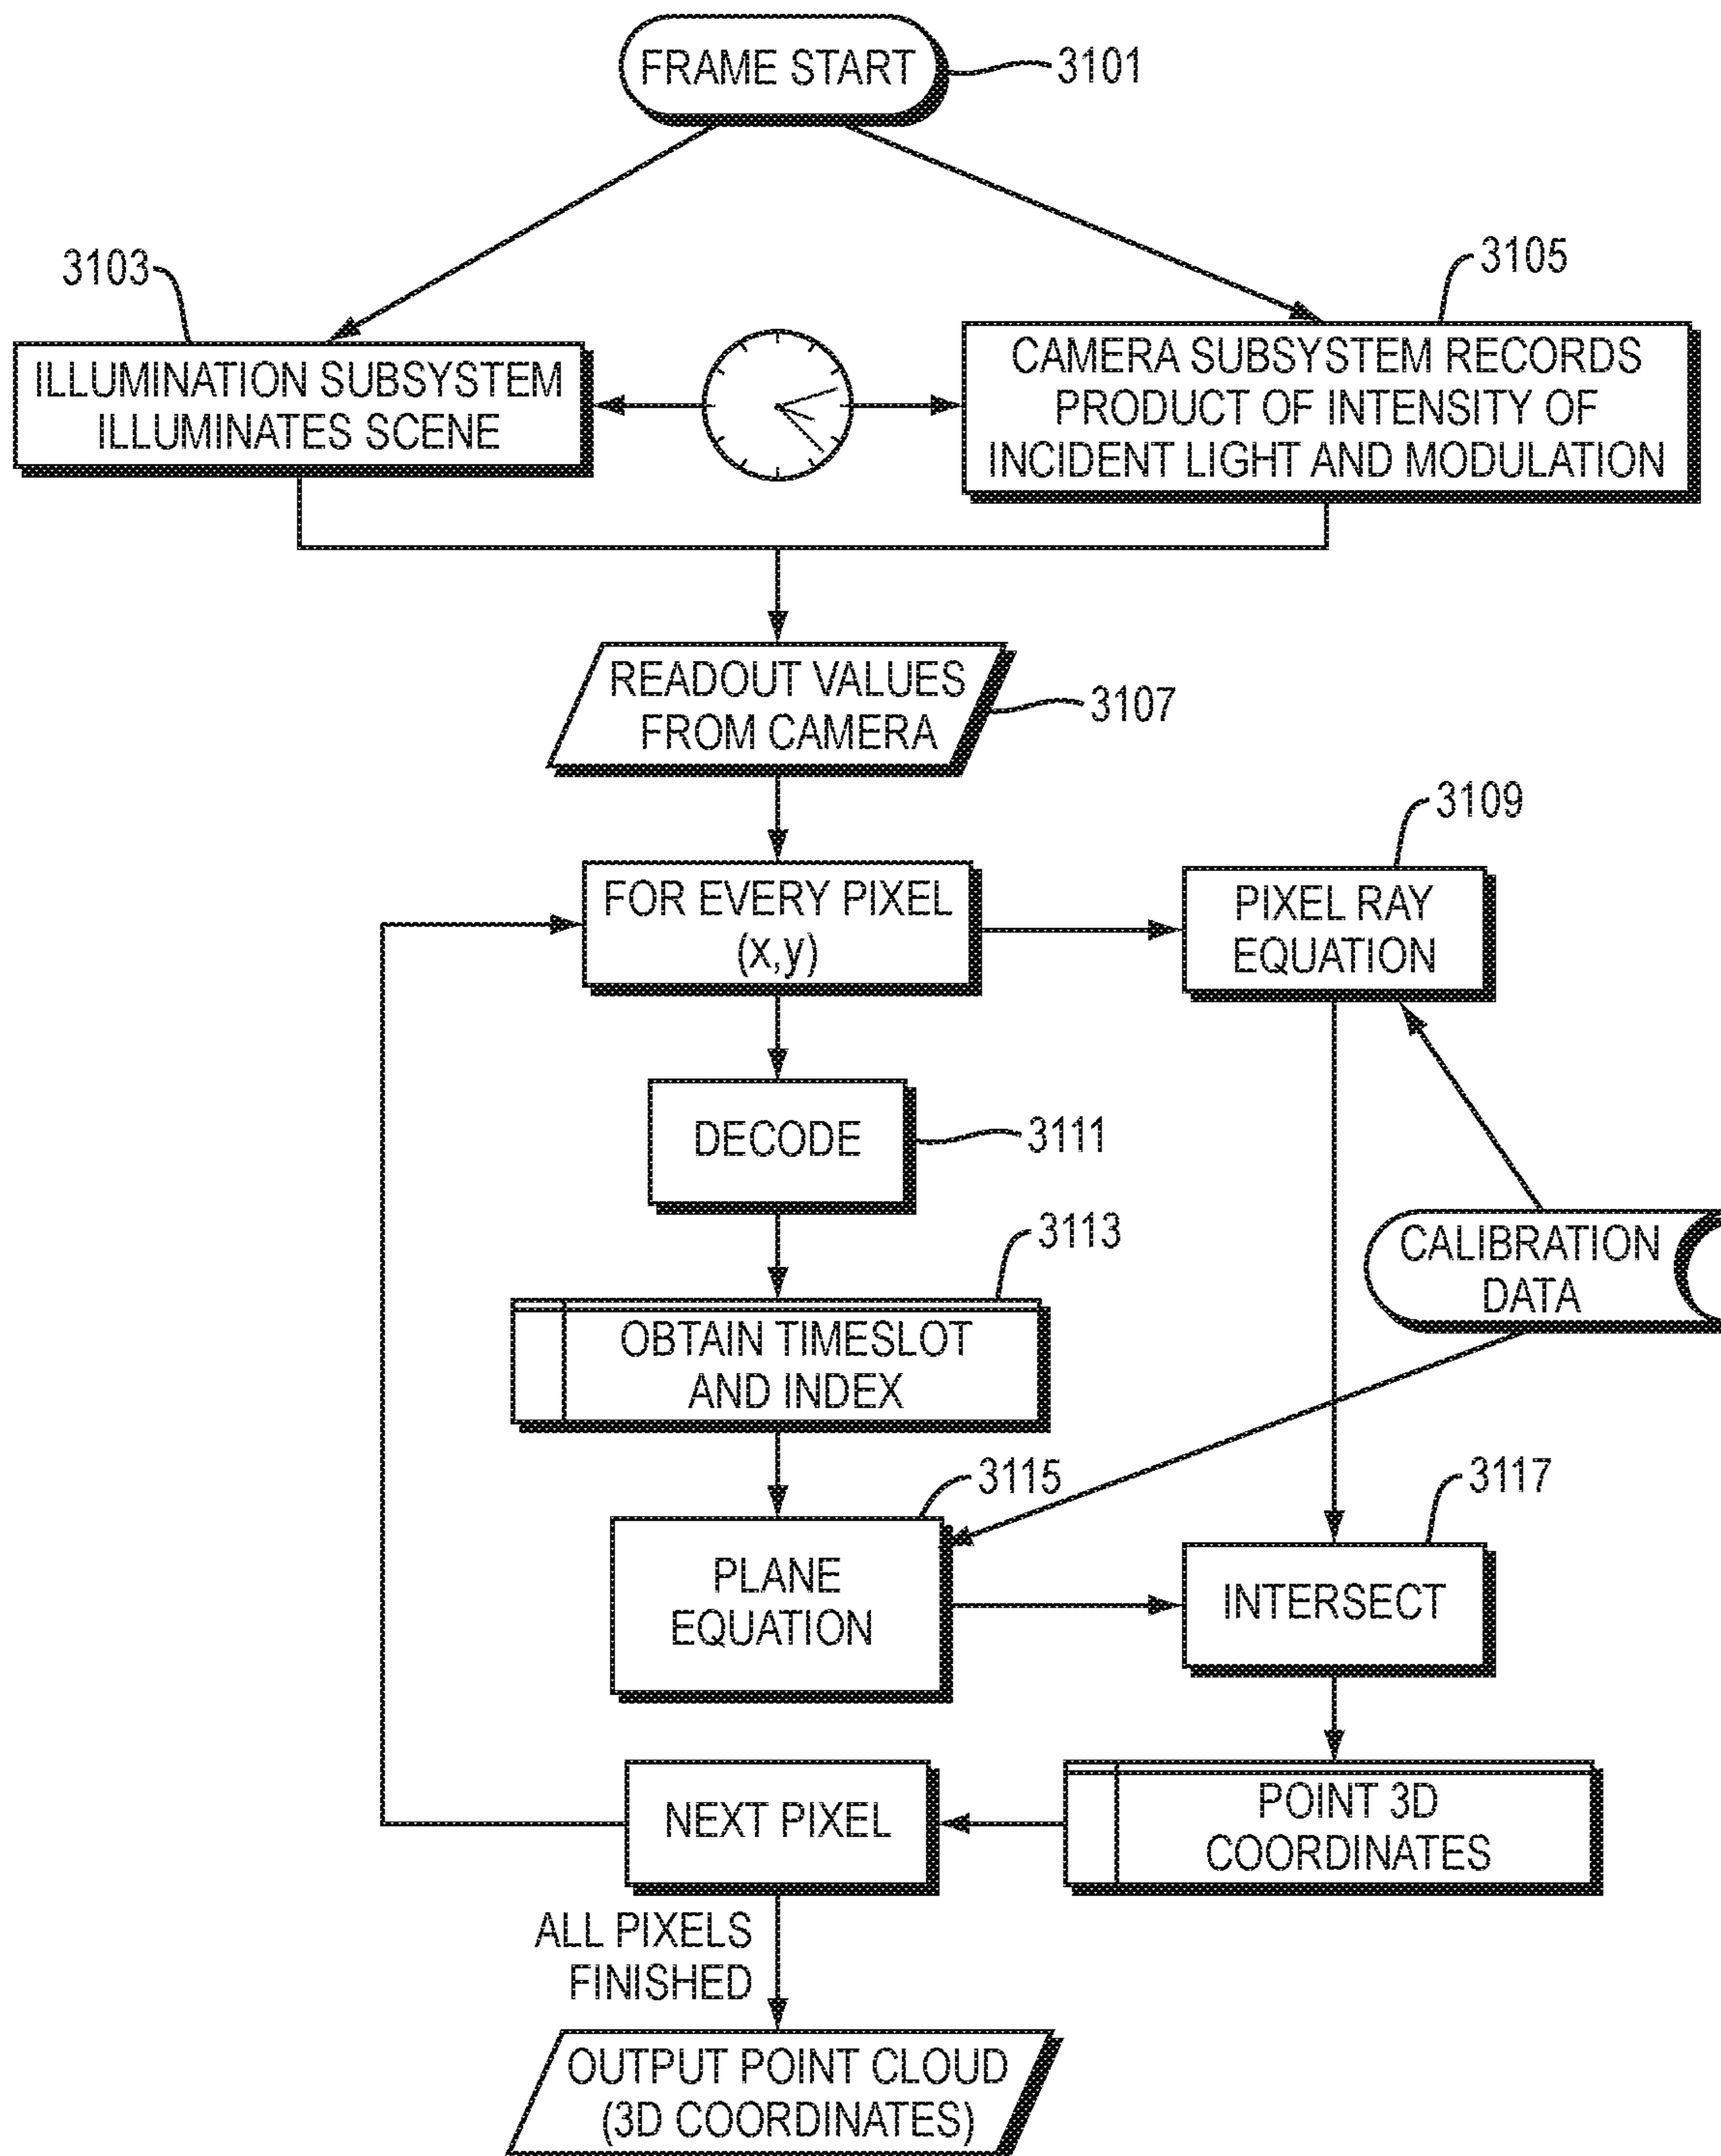 FRAME START
3101
3103
3105
ILLUMINATION SUBSYSTEM
ILLUMINATES SCENE
CAMERA SUBSYSTEM RECORDS
PRODUCT OF INTENSITY OF
INCIDENT LIGHT AND MODULATION
READOUT VALUES
FROM CAMERA
3107
3109
FOR EVERY PIXEL
(x,y)
PIXEL RAY
EQUATION
DECODE
3111
3113
CALIBRATION
DATA
OBTAIN TIMESLOT
AND INDEX
3115
3117
PLANE
EQUATION
INTERSECT
NEXT PIXEL
POINT 3D
COORDINATES
ALL PIXELS
FINISHED
OUTPUT POINT CLOUD
(3D COORDINATES)